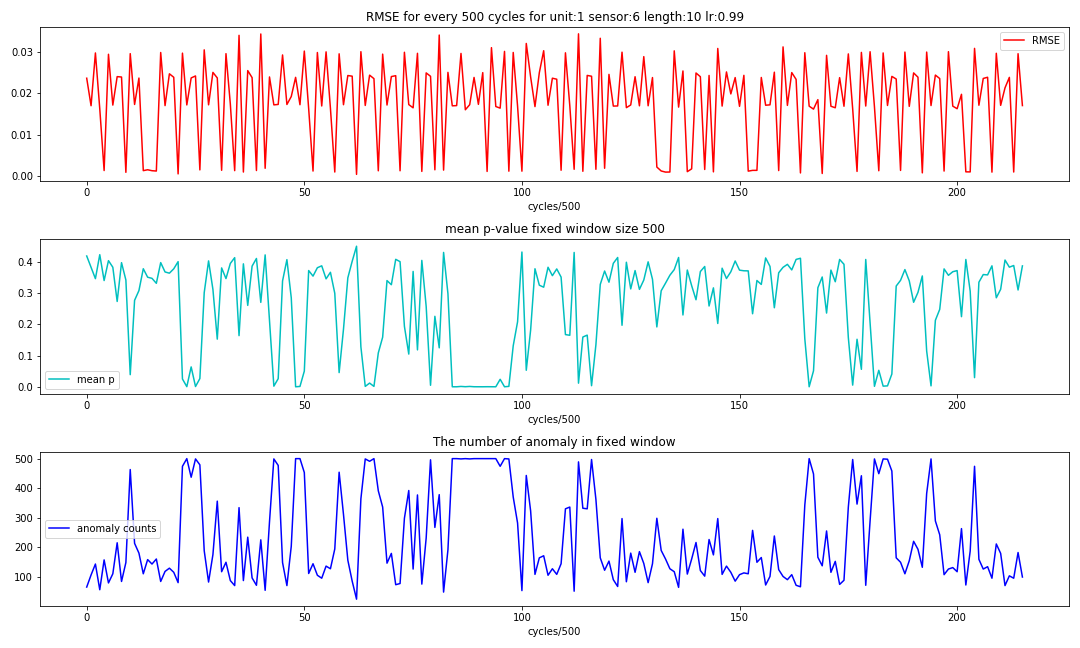 RMSE for every 500 cycles for unit:1 sensor:6 length:10 lr:0.99
RMSE
0.03
0.02
0.01
0.00
0 50 100 150 200
cycles/500
mean p-value fixed window size 500
0.4
0.3
0.2
0.1
0.0
mean p
0 50 100 150 200
cycles/500
The number of anomaly in fixed window
500
400
300
anomaly counts
200
100
0 50 100 150 200
cycles/500